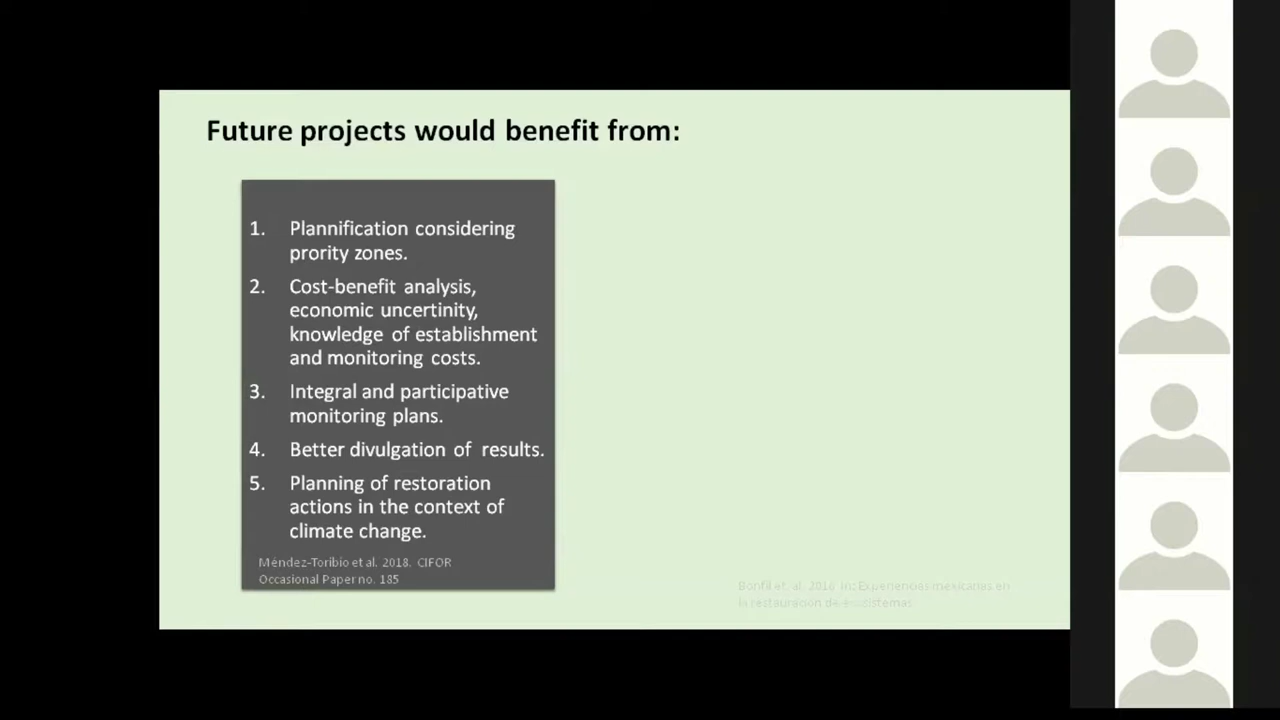 Future projects would benefit from:
1. Plannification considering
prority zones.
2. Cost-benefit analysis,
economic uncertinity,
knowledge of establishment
and monitoring costs.
3. Integral and participative
monitoring plans.
4. Better divulgation of results.
5. Planning of restoration
actions in the context of
climate change.
Méndez-Toribio et al. 2018. CIFOR
Occasional Paper no. 185
Bonfil et. al. 2016. In: Experiencias mexicanas en
la restauración de ecosistemas